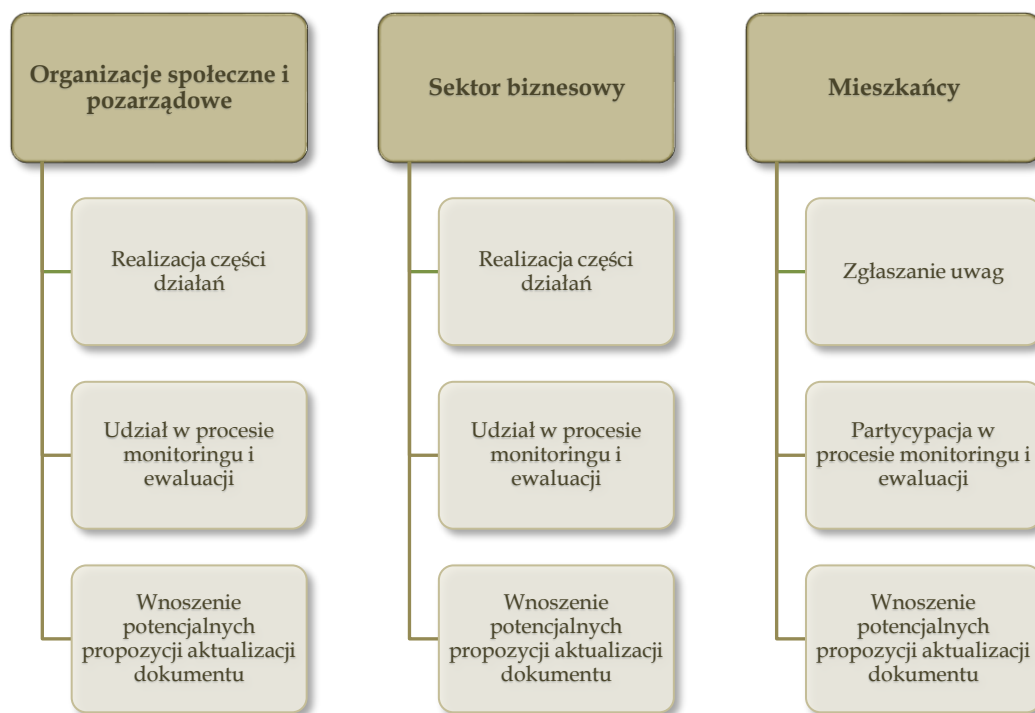 Organizacje społeczne i
pozarządowe
Realizacja części
działań
Udział w procesie
monitoringu i
ewaluacji
Wnoszenie
potencjalnych
propozycji aktualizacji
dokumentu
Sektor biznesowy
Realizacja części
działań
Udział w procesie
monitoringu i
ewaluacji
Wnoszenie
potencjalnych
propozycji aktualizacji
dokumentu
Mieszkańcy
Zgłaszanie uwag
Partycypacja w
procesie monitoringu i
ewaluacji
Wnoszenie
potencjalnych
propozycji aktualizacji
dokumentu